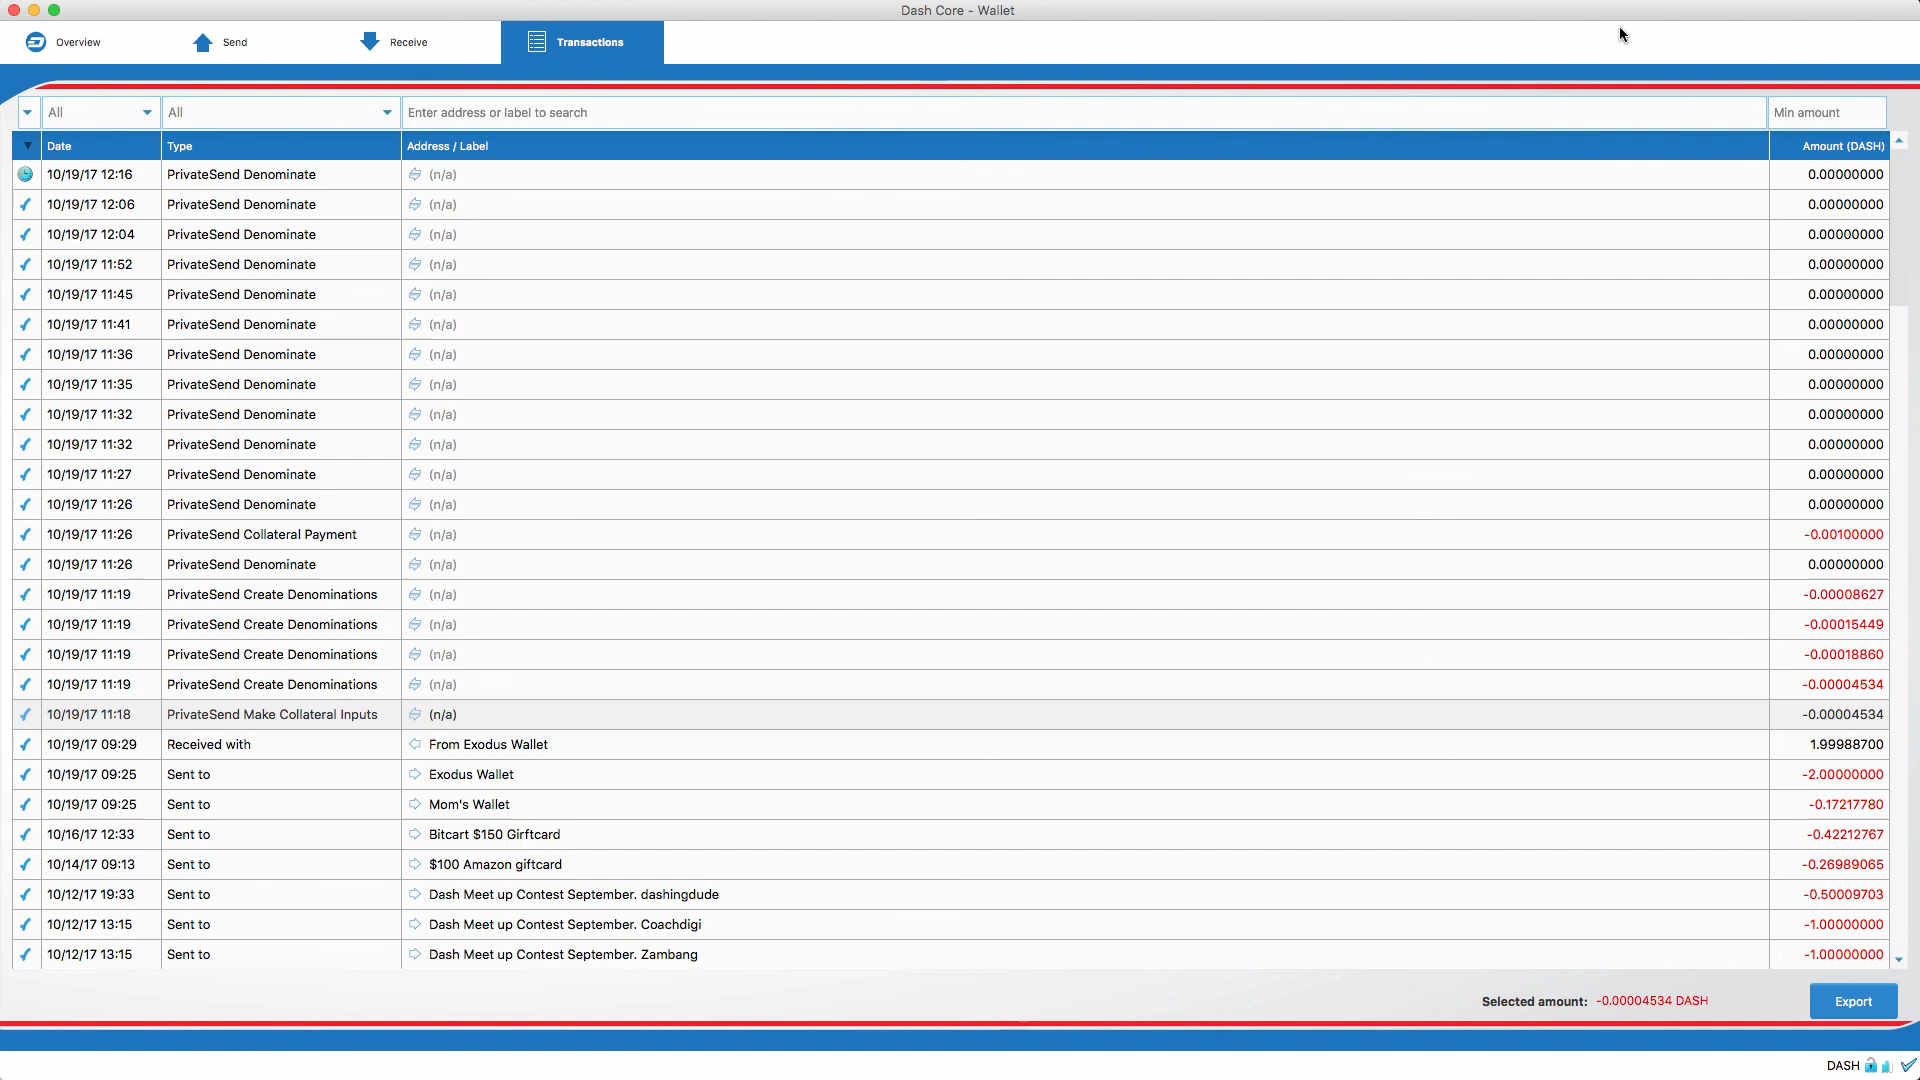 Dash Core - Wallet
Overview Send Receive Transactions
All All Enter address or label to search Min amount
Date Type Address / Label Amount (DASH)
10/19/17 12:16 PrivateSend Denominate (n/a) 0.00000000
10/19/17 12:06 PrivateSend Denominate (n/a) 0.00000000
10/19/17 12:04 PrivateSend Denominate (n/a) 0.00000000
10/19/17 11:52 PrivateSend Denominate (n/a) 0.00000000
10/19/17 11:45 PrivateSend Denominate (n/a) 0.00000000
10/19/17 11:41 PrivateSend Denominate (n/a) 0.00000000
10/19/17 11:36 PrivateSend Denominate (n/a) 0.00000000
10/19/17 11:35 PrivateSend Denominate (n/a) 0.00000000
10/19/17 11:32 PrivateSend Denominate (n/a) 0.00000000
10/19/17 11:32 PrivateSend Denominate (n/a) 0.00000000
10/19/17 11:27 PrivateSend Denominate (n/a) 0.00000000
10/19/17 11:26 PrivateSend Denominate (n/a) 0.00000000
10/19/17 11:26 PrivateSend Collateral Payment (n/a) -0.00100000
10/19/17 11:26 PrivateSend Denominate (n/a) 0.00000000
10/19/17 11:19 PrivateSend Create Denominations (n/a) -0.00008627
10/19/17 11:19 PrivateSend Create Denominations (n/a) -0.00015449
10/19/17 11:19 PrivateSend Create Denominations (n/a) -0.00018860
10/19/17 11:19 PrivateSend Create Denominations (n/a) -0.00004534
10/19/17 11:18 PrivateSend Make Collateral Inputs (n/a) -0.00004534
10/19/17 09:29 Received with From Exodus Wallet 1.99988700
10/19/17 09:25 Sent to Exodus Wallet -2.00000000
10/19/17 09:25 Sent to Mom's Wallet -0.17217780
10/16/17 12:33 Sent to Bitcart $150 Girftcard -0.42212767
10/14/17 09:13 Sent to $100 Amazon giftcard -0.26989065
10/12/17 19:33 Sent to Dash Meet up Contest September. dashingdude -0.50009703
10/12/17 13:15 Sent to Dash Meet up Contest September. Coachdigi -1.00000000
10/12/17 13:15 Sent to Dash Meet up Contest September. Zambang -1.00000000
Selected amount: -0.00004534 DASH Export
DASH